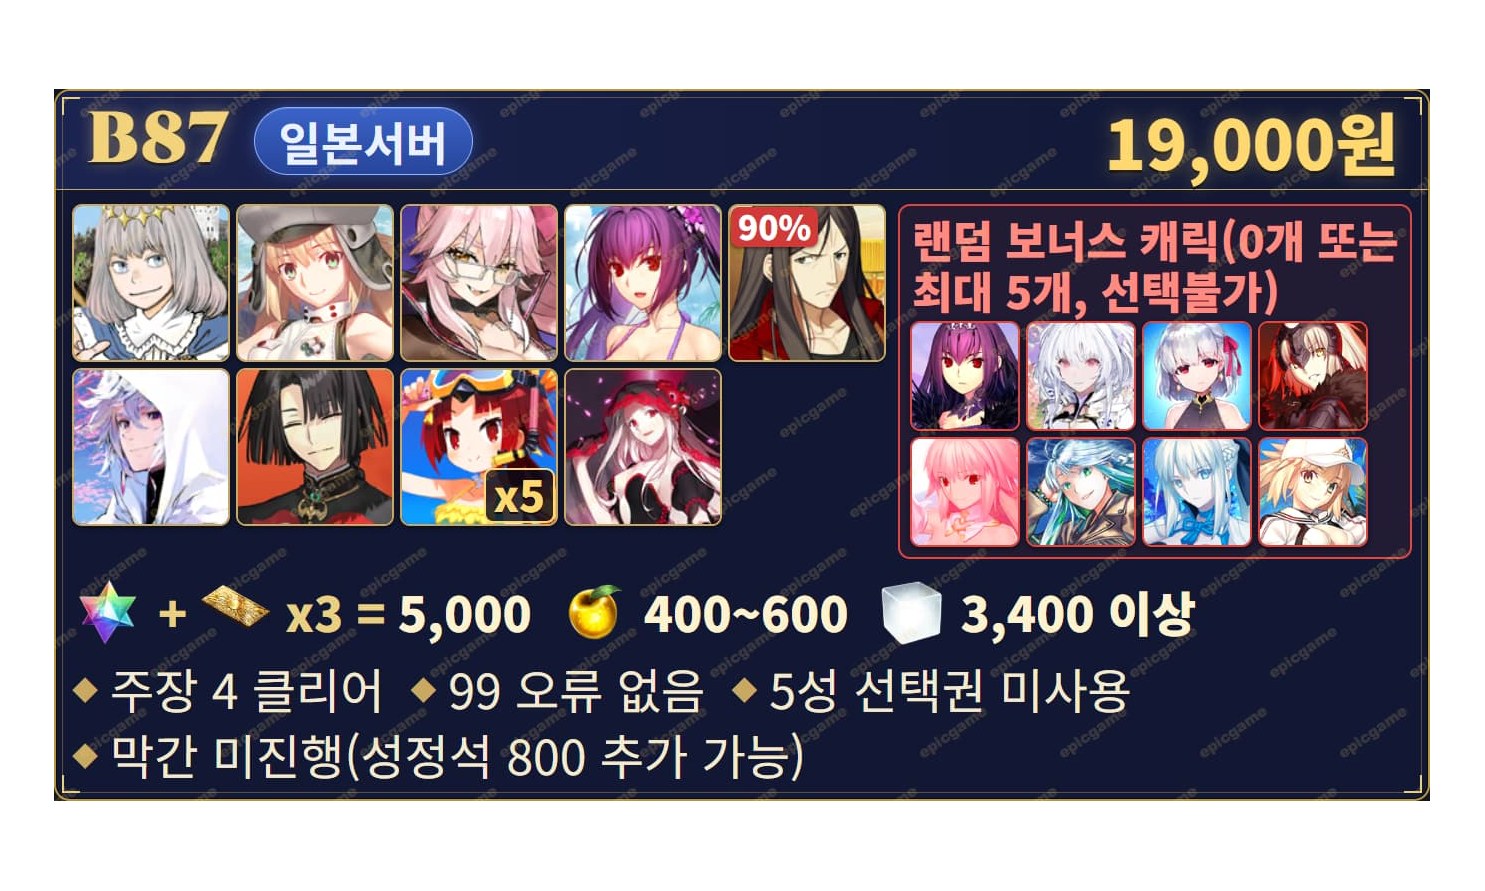 B87 일본서버 19,000원
90%
랜덤 보너스 캐릭(0개 또는
최대 5개, 선택불가)
x5
+ x3 = 5,000 400~600 3,400 이상
◆ 주장 4 클리어 ◆ 99 오류 없음 ◆ 5성 선택권 미사용
◆ 막간 미진행(성정석 800 추가 가능)
epicgame